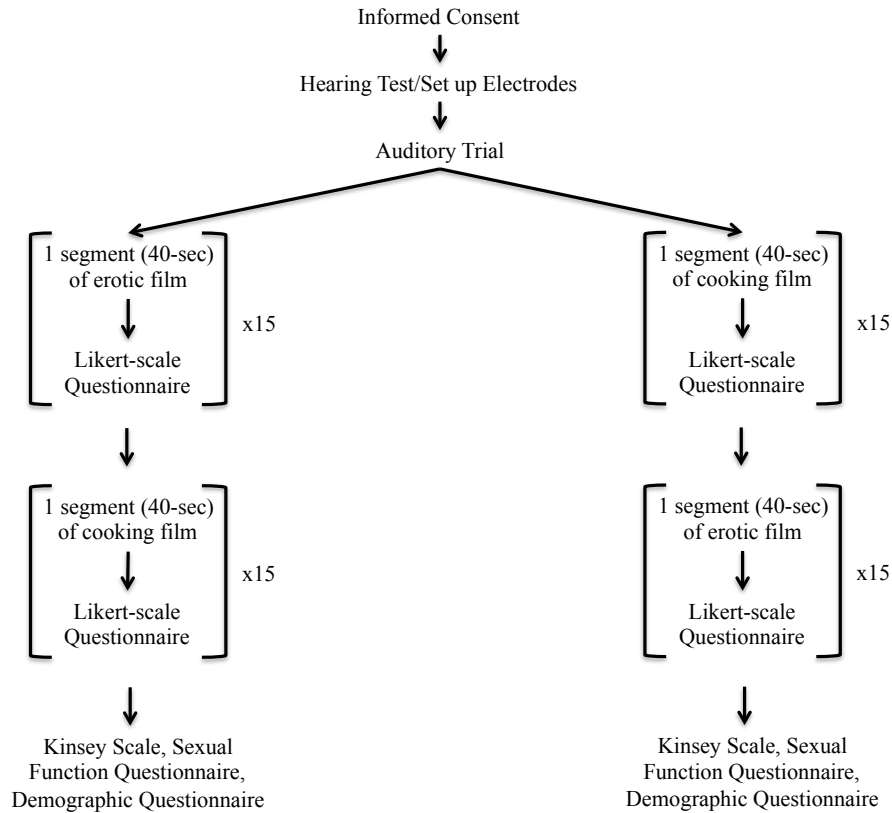 Informed Consent
Hearing Test/Set up Electrodes
Auditory Trial
1 segment (40-sec)
of erotic film
Likert-scale
Questionnaire
x15
1 segment (40-sec)
of cooking film
Likert-scale
Questionnaire
x15
Kinsey Scale, Sexual
Function Questionnaire,
Demographic Questionnaire
1 segment (40-sec)
of cooking film
Likert-scale
Questionnaire
x15
1 segment (40-sec)
of erotic film
Likert-scale
Questionnaire
x15
Kinsey Scale, Sexual
Function Questionnaire,
Demographic Questionnaire